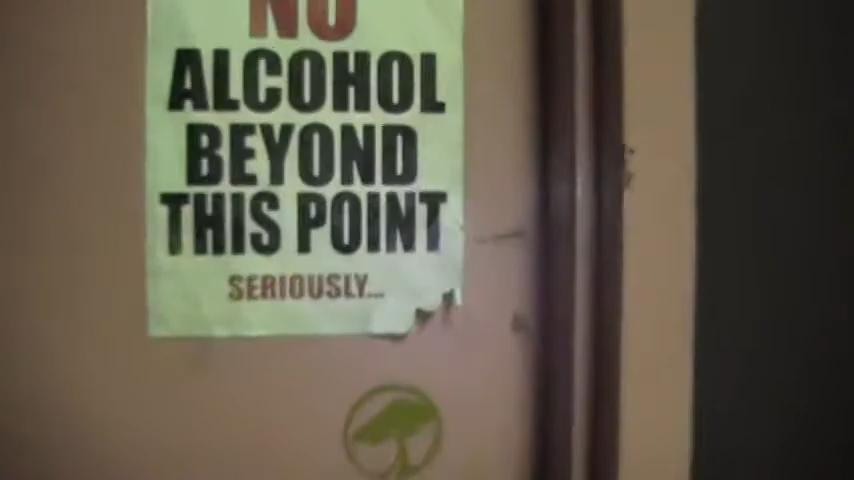 NO
ALCOHOL
BEYOND
THIS POINT
SERIOUSLY...